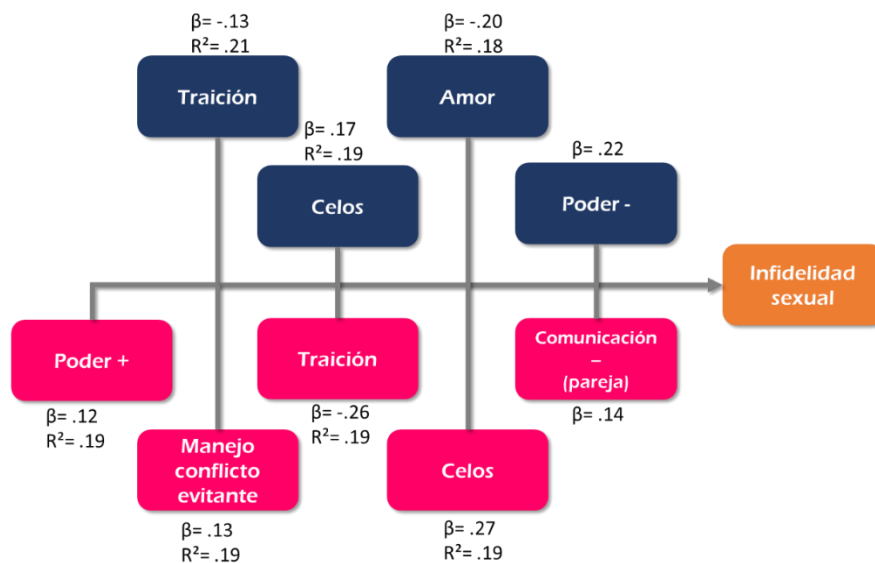 β= -.13
R²= .21
Traición
β= -.20
R²= .18
Amor
β= .17
R²= .19
Celos
β= .22
Poder -
Infidelidad
sexual
Poder +
β= .12
R²= .19
Traición
β= -.26
R²= .19
Comunicación
–
(pareja)
β= .14
Manejo
conflicto
evitante
β= .13
R²= .19
Celos
β= .27
R²= .19